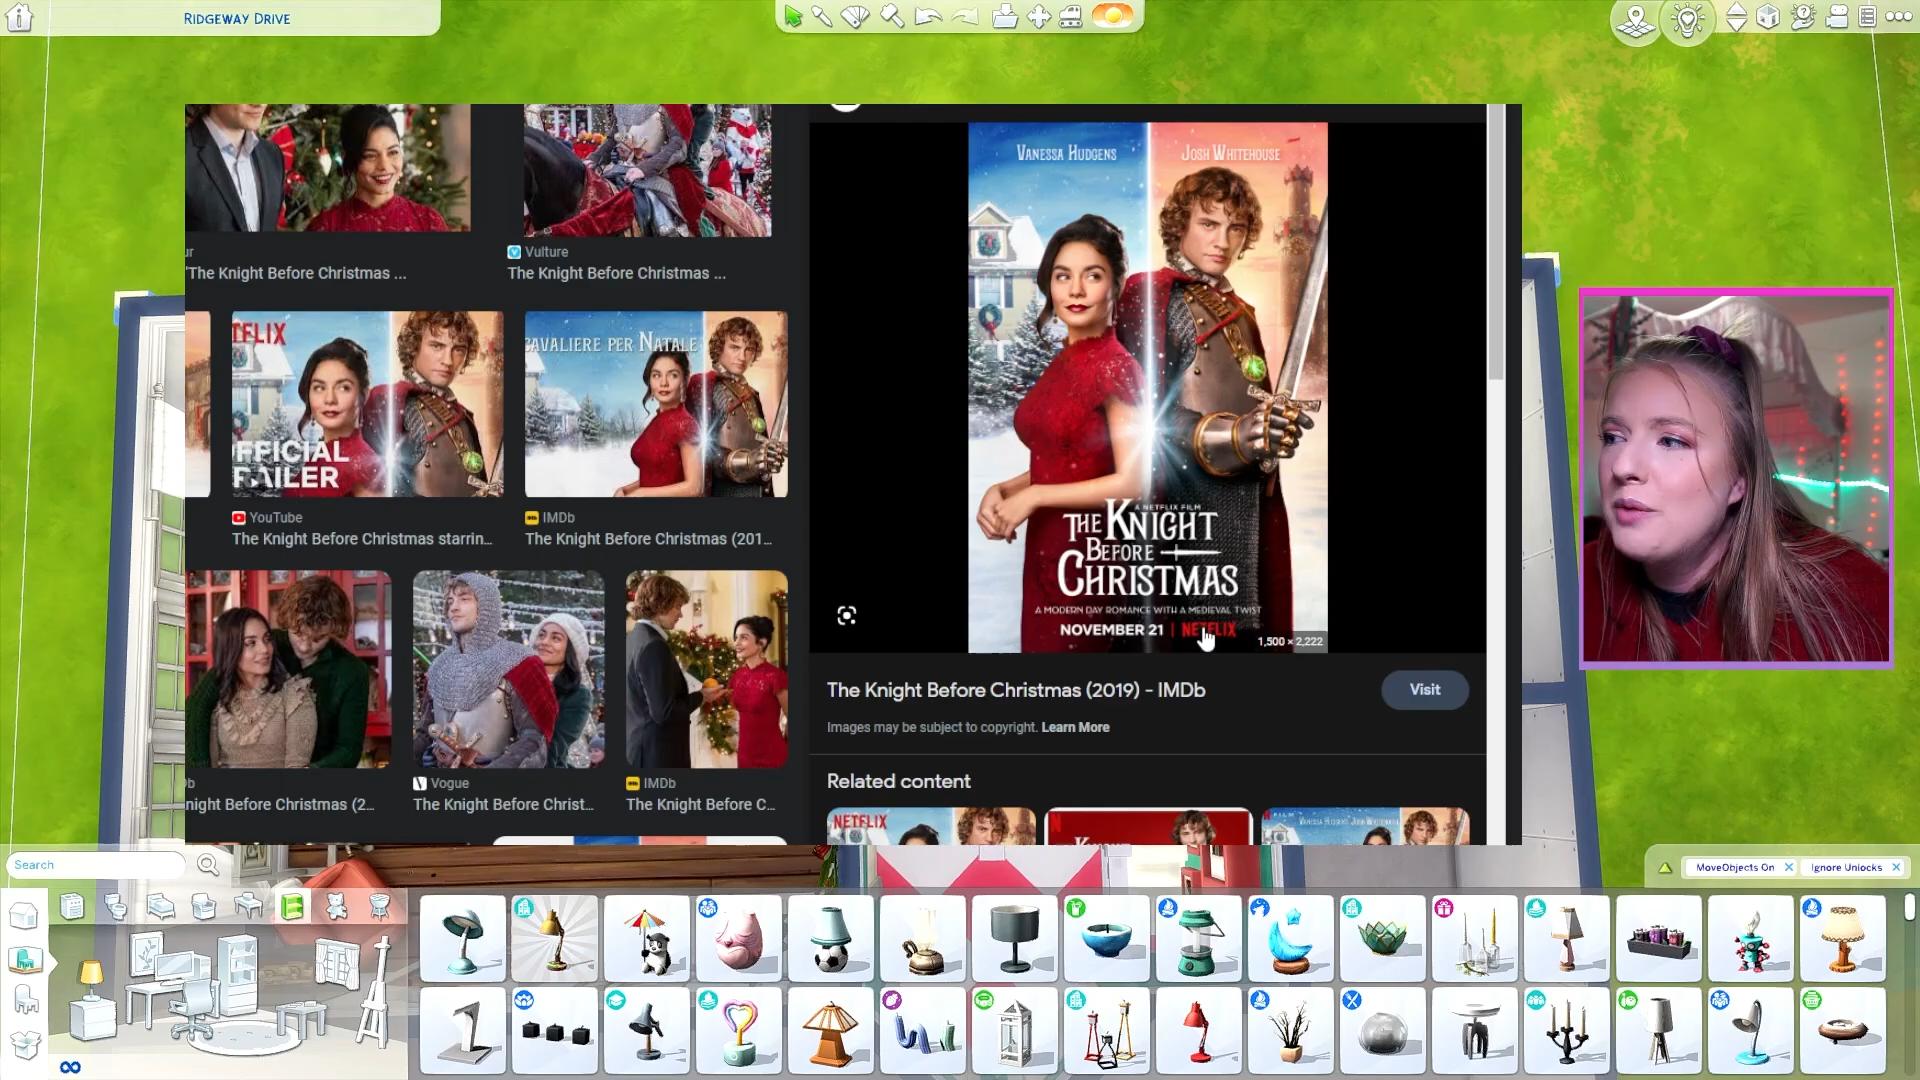 Ridgeway Drive
Vanessa Hudgens
Josh Whitehouse
Vulture
'The Knight Before Christmas ...
The Knight Before Christmas ...
CAVALIERE PER NATALE
YouTube
IMDb
The Knight Before Christmas starrin...
The Knight Before Christmas (201...
A NETFLIX FILM
THE KNIGHT
BEFORE
CHRISTMAS
A MODERN DAY ROMANCE WITH A MEDIEVAL TWIST
NOVEMBER 21 | NETFLIX
1,500 × 2,222
The Knight Before Christmas (2019) - IMDb
Visit
Images may be subject to copyright. Learn More
Vogue
IMDb
night Before Christmas (2...
The Knight Before Christ...
The Knight Before C...
Related content
NETFLIX
Search
MoveObjects On
Ignore Unlocks